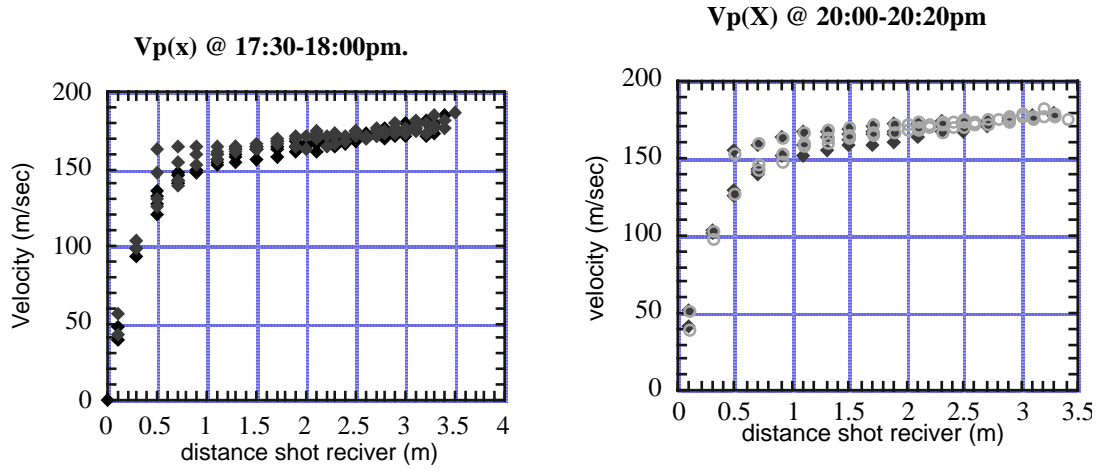 Vp(x) @ 17:30-18:00pm.
200
150
100
50
0
Velocity (m/sec)
0 0.5 1 1.5 2 2.5 3 3.5 4
distance shot reciver (m)
Vp(X) @ 20:00-20:20pm
200
150
100
50
0
velocity (m/sec)
0 0.5 1 1.5 2 2.5 3 3.5
distance shot reciver (m)